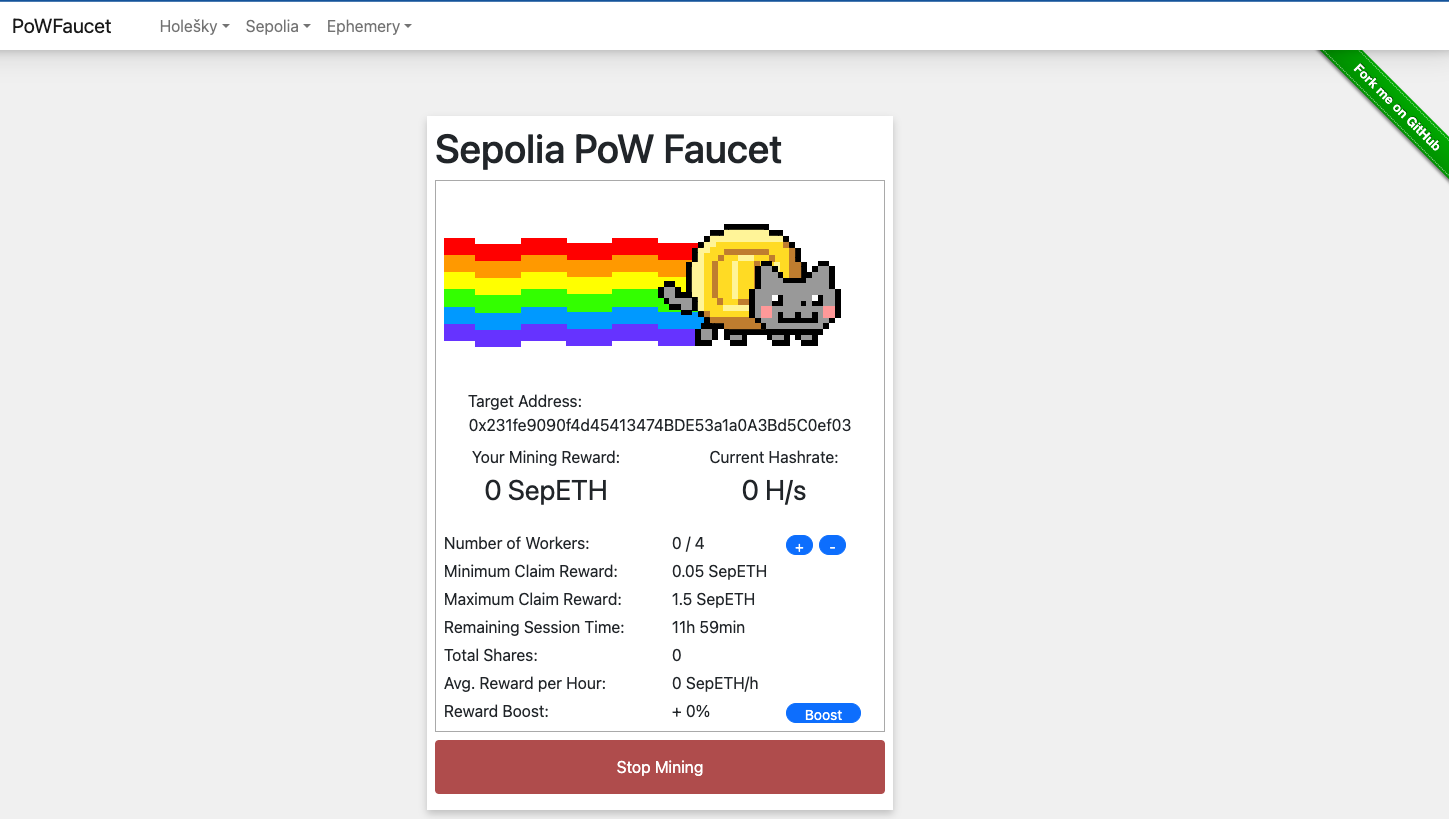 PoWFaucet Holešky Sepolia Ephemery
Fork me on GitHub
Sepolia PoW Faucet
Target Address:
0x231fe9090f4d45413474BDE53a1a0A3Bd5C0ef03
Your Mining Reward: Current Hashrate:
0 SepETH 0 H/s
Number of Workers: 0 / 4 + -
Minimum Claim Reward: 0.05 SepETH
Maximum Claim Reward: 1.5 SepETH
Remaining Session Time: 11h 59min
Total Shares: 0
Avg. Reward per Hour: 0 SepETH/h
Reward Boost: + 0% Boost
Stop Mining